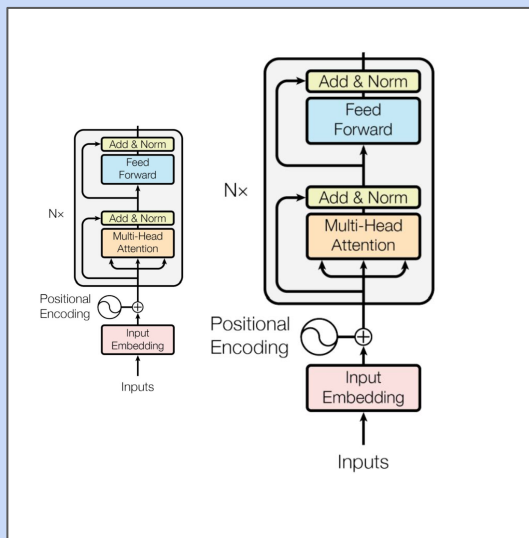 Add & Norm
Feed
Forward
Nx
Add & Norm
Multi-Head
Attention
Positional
Encoding
Input
Embedding
Inputs
Add & Norm
Feed
Forward
N×
Add & Norm
Multi-Head
Attention
Positional
Encoding
Input
Embedding
Inputs